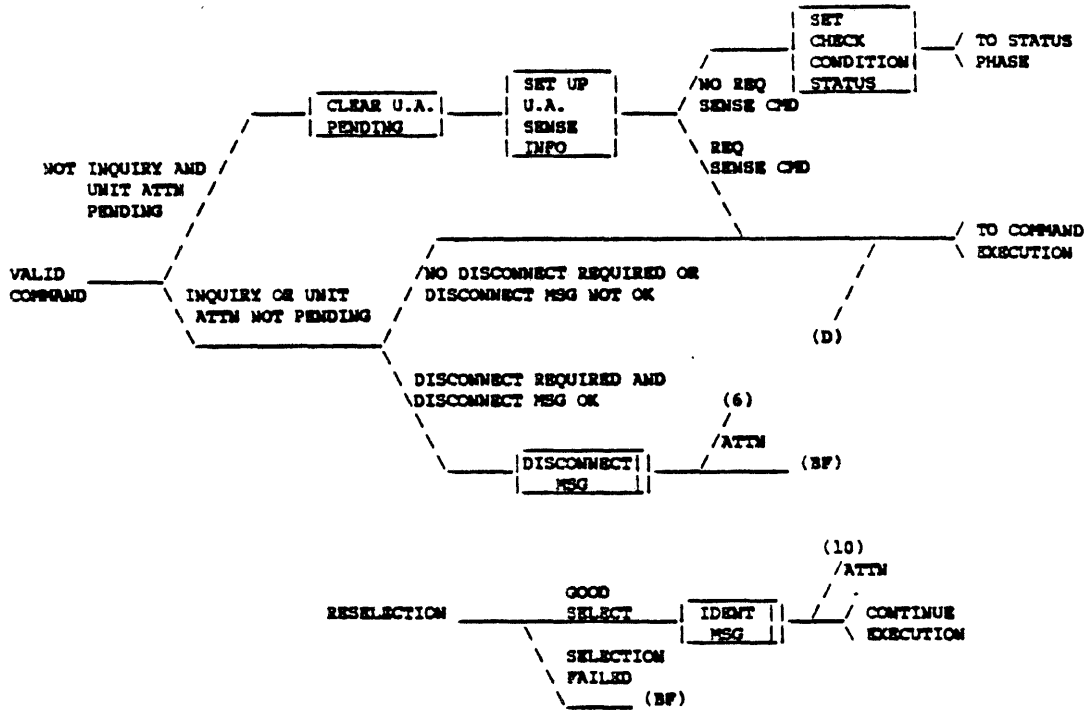 SET
CHECK
CONDITION
STATUS
TO STATUS
PHASE
NO REQ
SENSE CMD
CLEAR U.A.
PENDING
SET UP
U.A.
SENSE
INFO
REQ
SENSE CMD
NOT INQUIRY AND
UNIT ATTN
PENDING
TO COMMAND
EXECUTION
VALID
COMMAND
INQUIRY OR UNIT
ATTN NOT PENDING
NO DISCONNECT REQUIRED OR
DISCONNECT MSG NOT OK
(D)
DISCONNECT REQUIRED AND
DISCONNECT MSG OK
(6)
ATTN
DISCONNECT
MSG
(BF)
(10)
ATTN
RESELECTION
GOOD
SELECT
IDENT
MSG
CONTINUE
EXECUTION
SELECTION
FAILED
(BF)